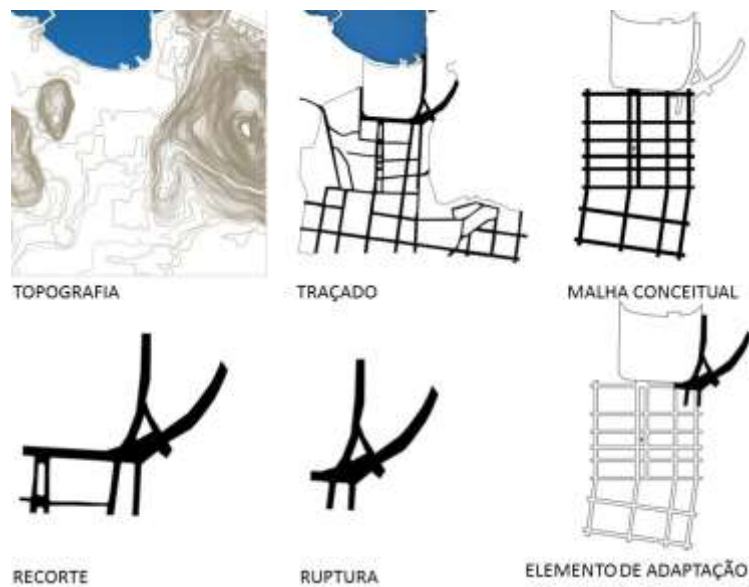 TOPOGRAFIA
TRAÇADO
MALHA CONCEITUAL
RECORTE
RUPTURA
ELEMENTO DE ADAPTAÇÃO